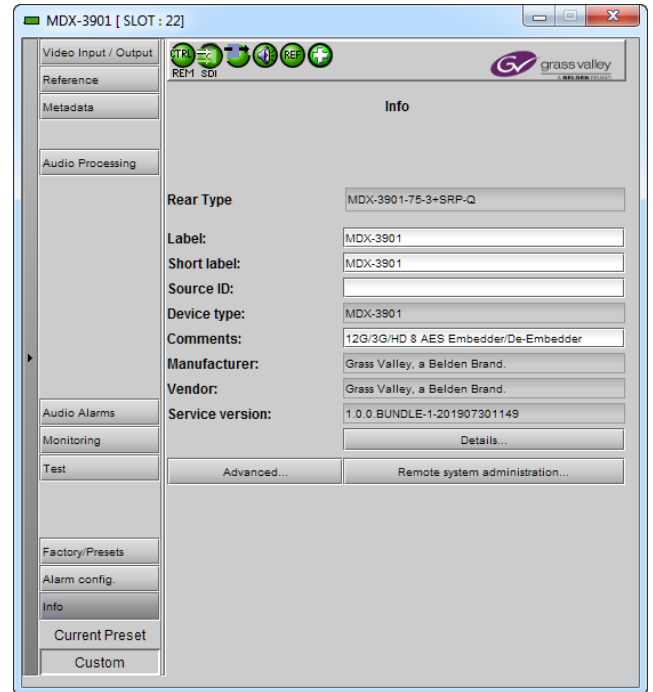 MDX-3901 [ SLOT : 22]
Video Input / Output
Reference
Metadata
Audio Processing
Audio Alarms
Monitoring
Test
Factory/Presets
Alarm config.
Info
Current Preset
Custom
CTRL REF
REM SDI
GV grass valley
A BELDEN BRAND
Info
Rear Type MDX-3901-75-3+SRP-Q
Label: MDX-3901
Short label: MDX-3901
Source ID:
Device type: MDX-3901
Comments: 12G/3G/HD 8 AES Embedder/De-Embedder
Manufacturer: Grass Valley, a Belden Brand.
Vendor: Grass Valley, a Belden Brand.
Service version: 1.0.0.BUNDLE-1-201907301149
Details...
Advanced... Remote system administration...